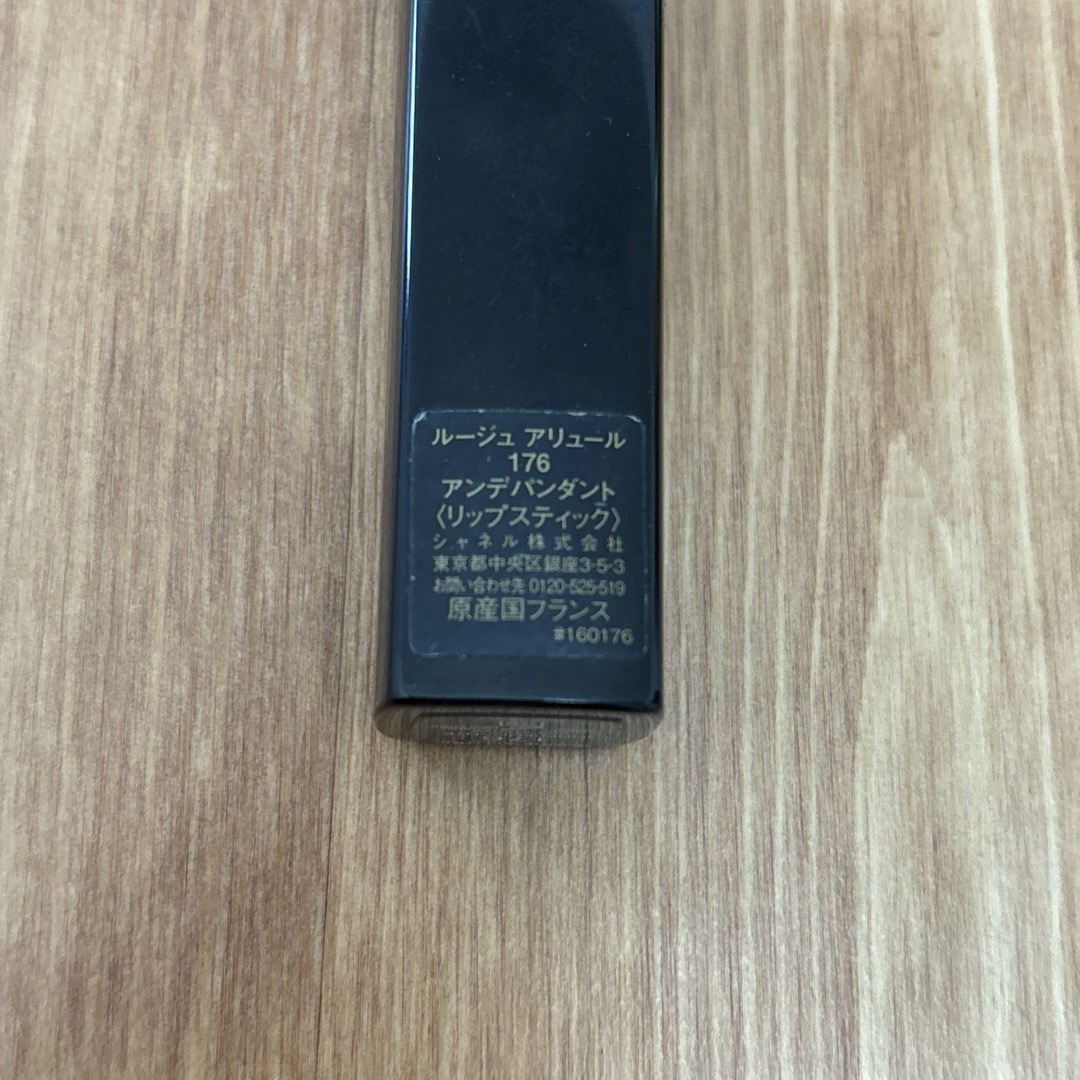 ルージュ アリュール
176
アンデパンダント
〈リップスティック〉
シャネル株式会社
東京都中央区銀座3-5-3
お問い合わせ先 0120-525-519
原産国フランス
#160176